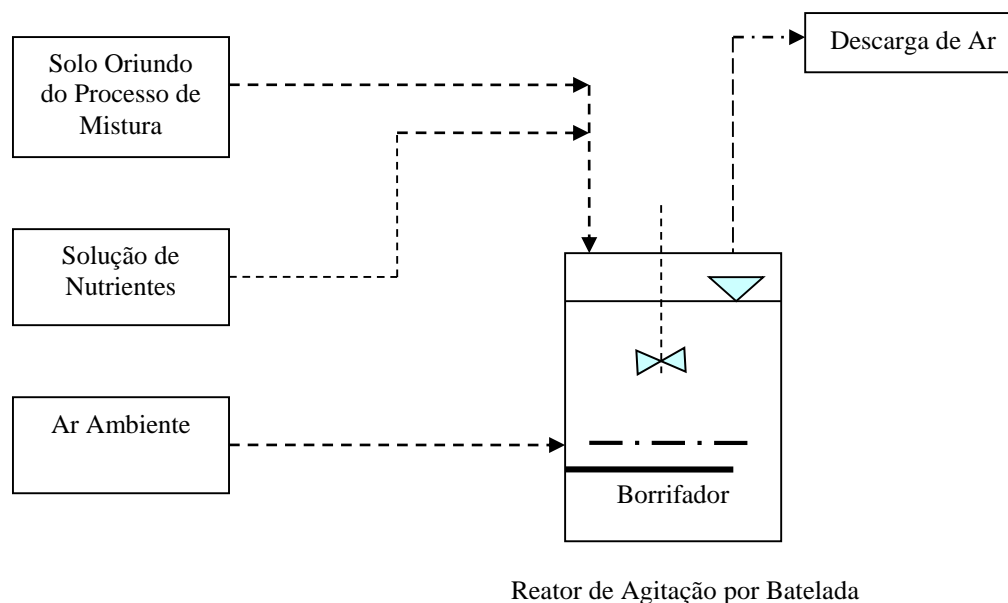 Solo Oriundo
do Processo de
Mistura
Descarga de Ar
Solução de
Nutrientes
Ar Ambiente
Borrifador
Reator de Agitação por Batelada